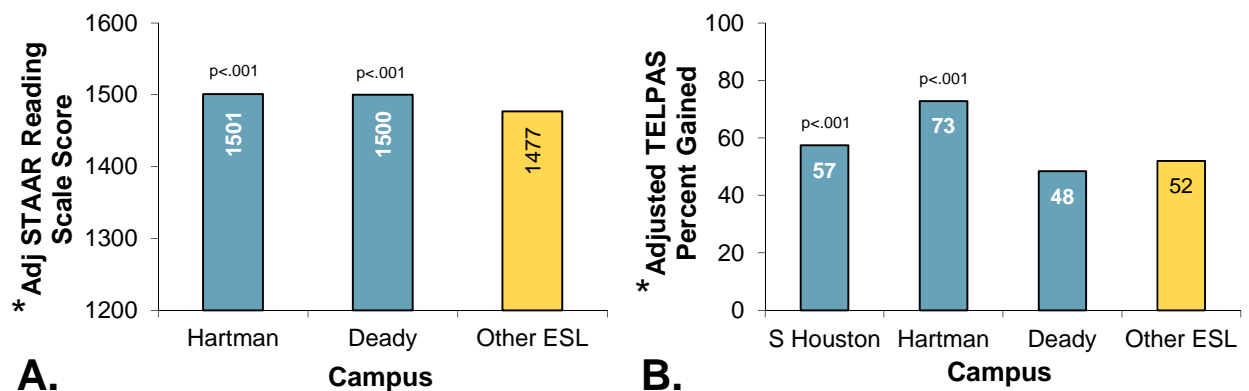 * Adj STAAR Reading
Scale Score
1600
1500
1400
1300
1200
p<.001
p<.001
1501
1500
1477
Hartman
Deady
Other ESL
A.
Campus
* Adjusted TELPAS
Percent Gained
100
80
60
40
20
0
p<.001
p<.001
57
73
48
52
S Houston
Hartman
Deady
Other ESL
B.
Campus